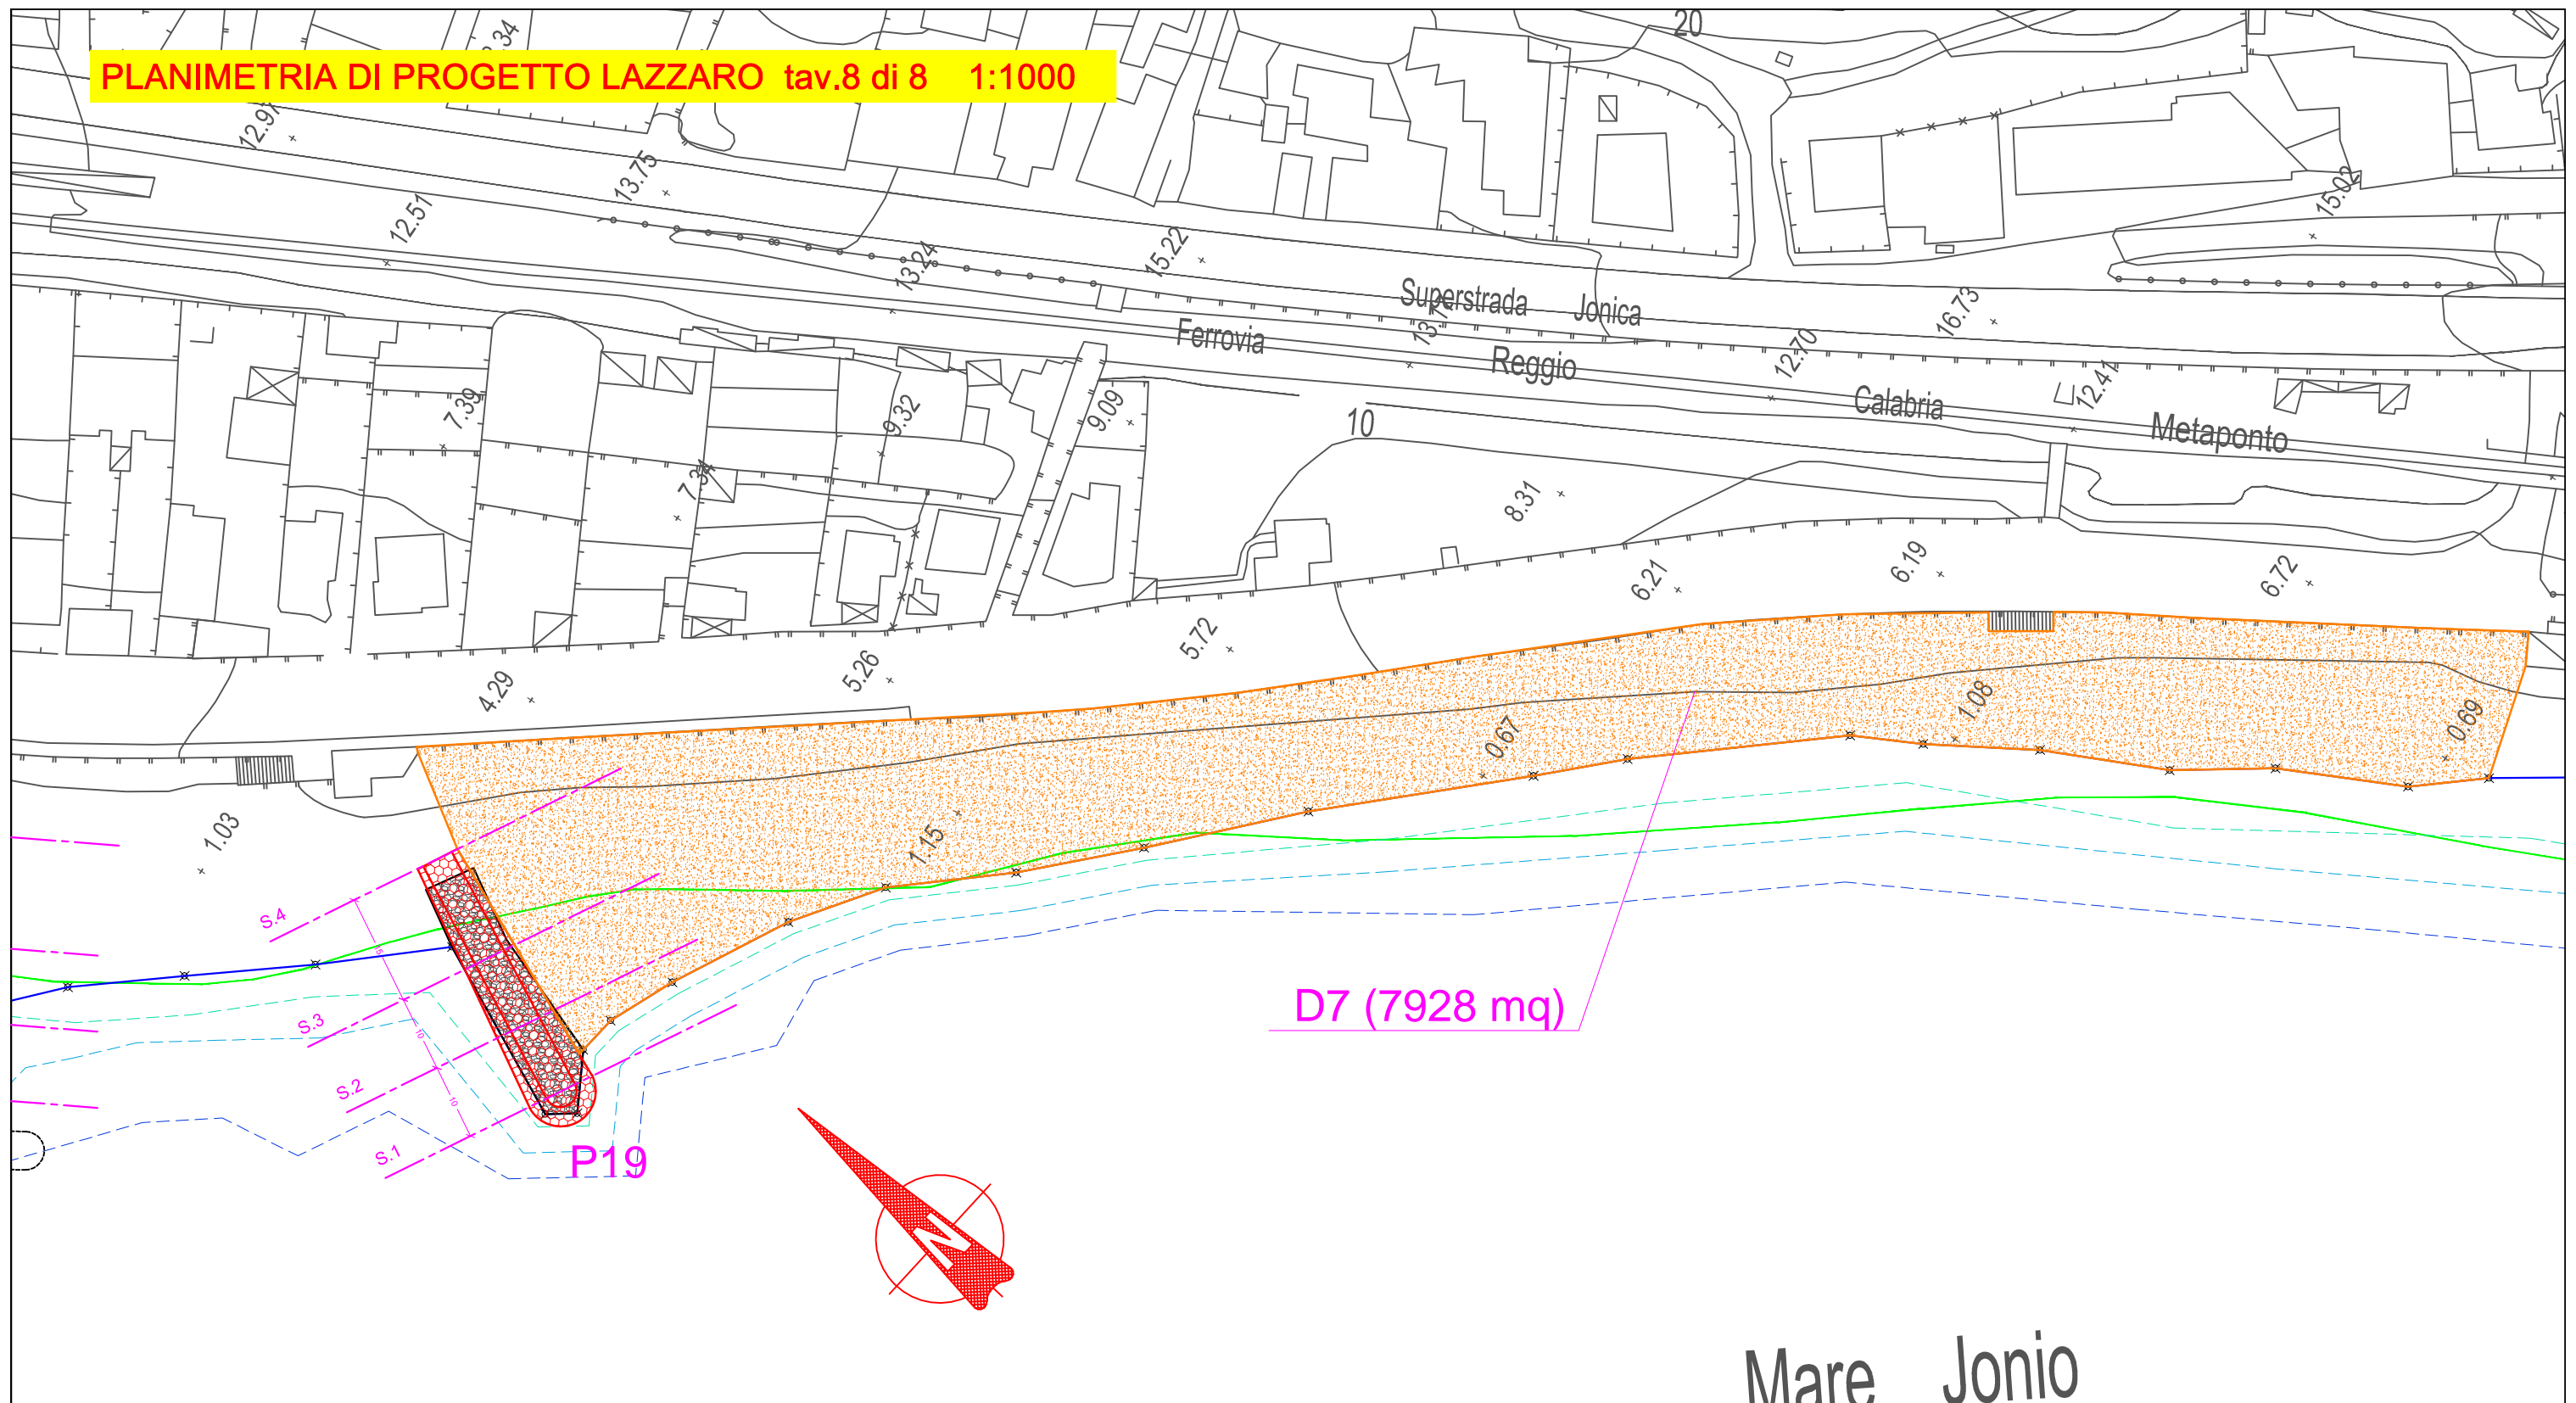 20
PLANIMETRIA DI PROGETTO LAZZARO tav.8 di 8 1:1000
13.75
12.51
13.24
15.22
15.02
Superstrada Jonica
16.73
Ferrovia Reggio Calabria Metaponto
12.70
12.41
7.39
9.32
9.09
10
7.34
8.31
6.21
6.19
6.72
5.72
5.26
4.29
1.08
0.69
0.67
1.15
1.03
S.4
15
S.3
10
S.2
10
S.1
D7 (7928 mq)
P19
N
Mare Jonio